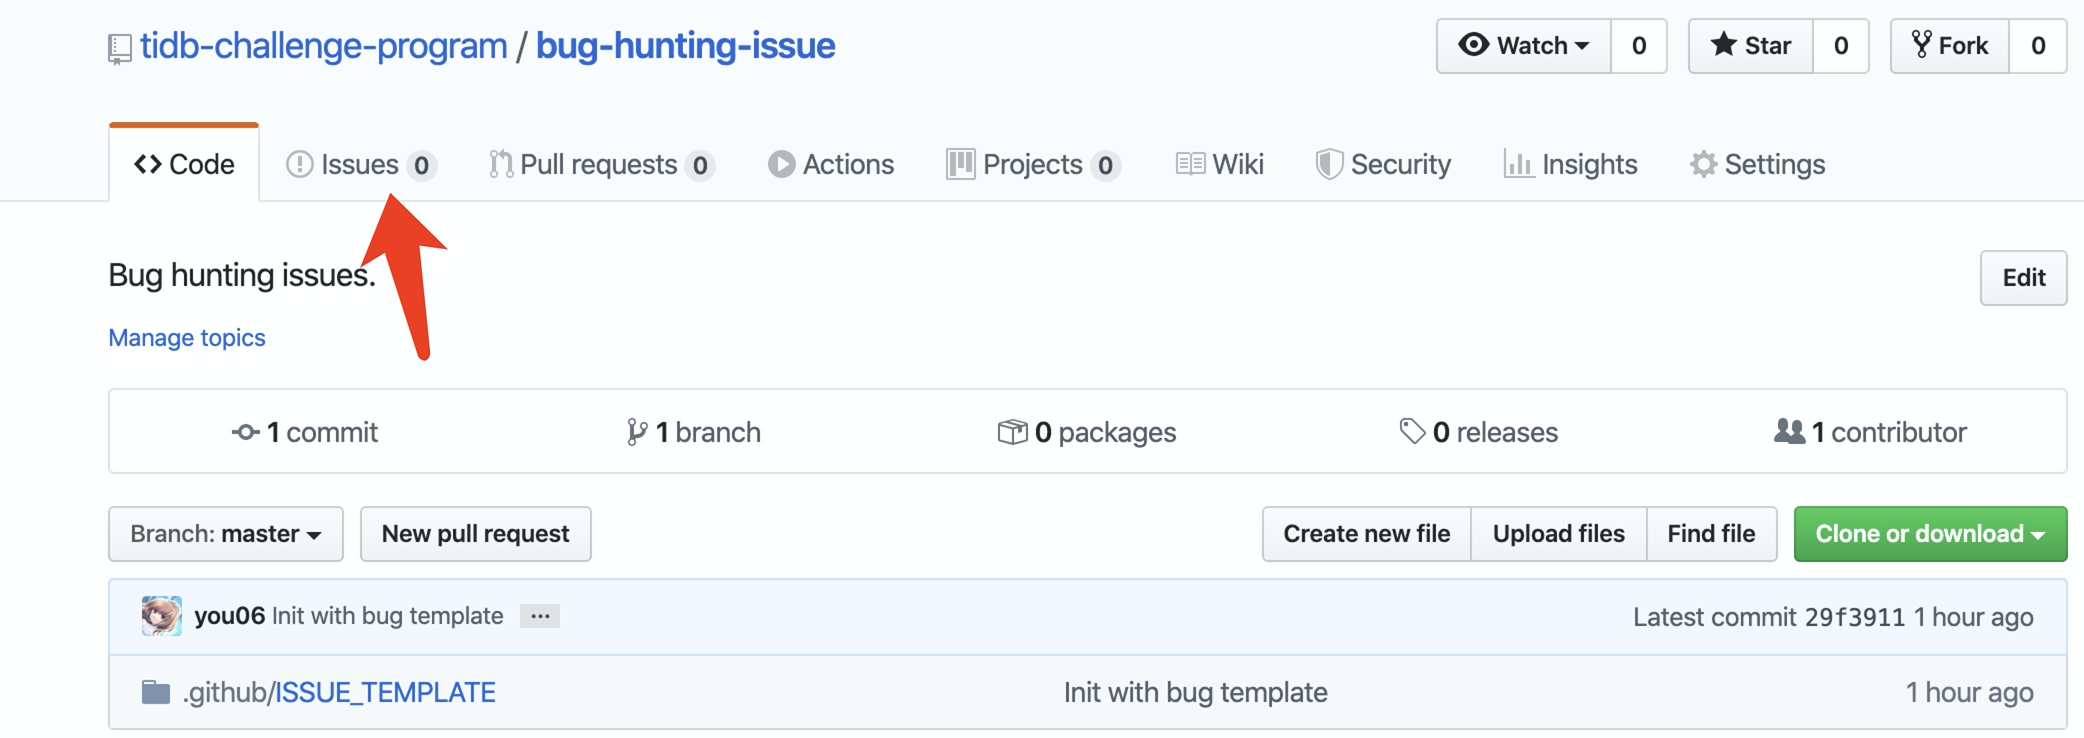 tidb-challenge-program / bug-hunting-issue
Watch 0 Star 0 Fork 0
Code Issues 0 Pull requests 0 Actions Projects 0 Wiki Security Insights Settings
Bug hunting issues.
Edit
Manage topics
1 commit 1 branch 0 packages 0 releases 1 contributor
Branch: master New pull request Create new file Upload files Find file Clone or download
you06 Init with bug template ... Latest commit 29f3911 1 hour ago
.github/ISSUE_TEMPLATE Init with bug template 1 hour ago